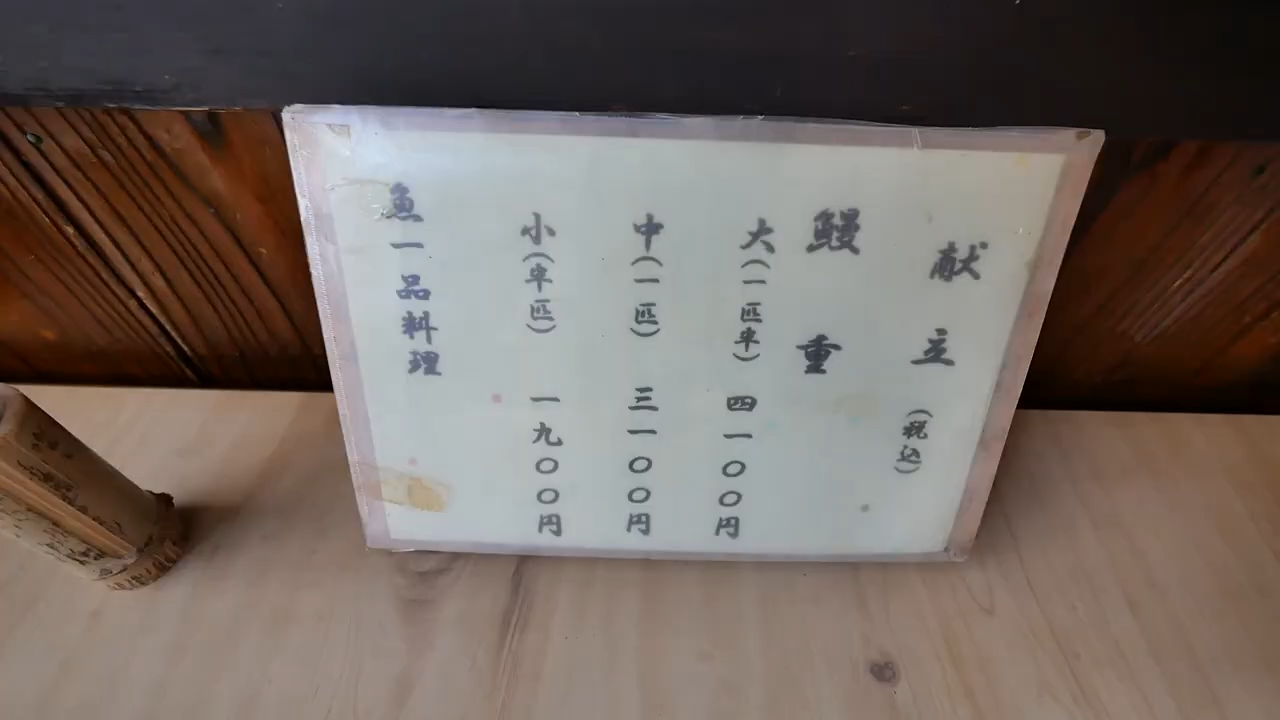 献立(税込)
鰻重
大(一匹半)四一〇〇円
中(一匹)三一〇〇円
小(半匹)一九〇〇円
魚一品料理